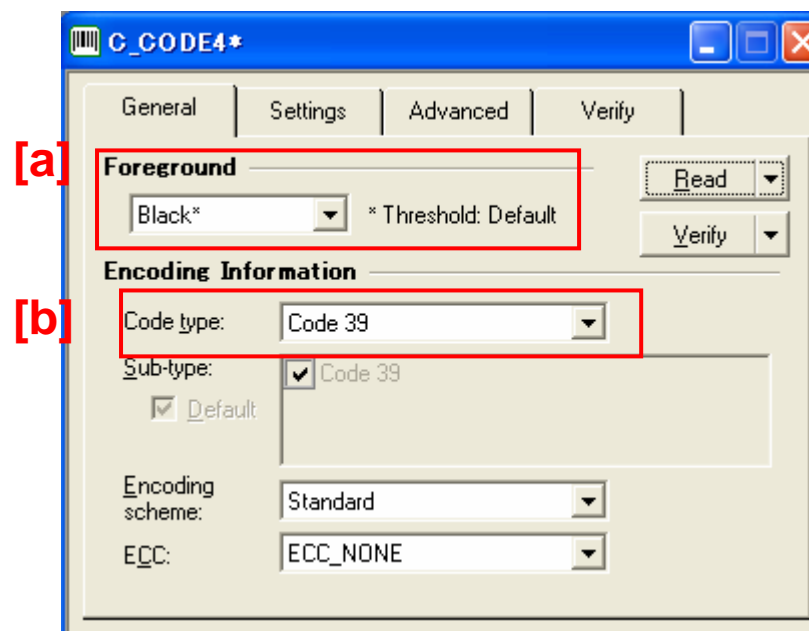 C_CODE4*
General Settings Advanced Verify
[a]
Foreground
Read
Black* * Threshold: Default
Verify
Encoding Information
[b]
Code type: Code 39
Sub-type: Code 39
Default
Encoding
scheme: Standard
ECC: ECC_NONE